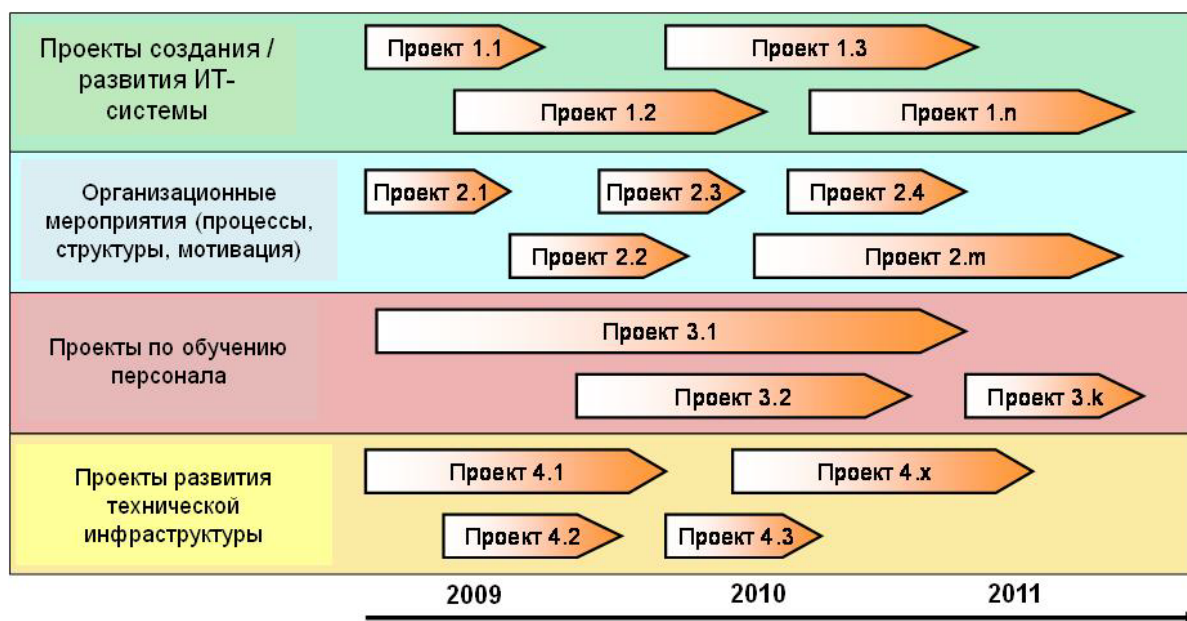 Проекты создания /
развития ИТ-
системы
Проект 1.1
Проект 1.3
Проект 1.2
Проект 1.n
Организационные
мероприятия (процессы,
структуры, мотивация)
Проект 2.1
Проект 2.3
Проект 2.4
Проект 2.2
Проект 2.m
Проекты по обучению
персонала
Проект 3.1
Проект 3.2
Проект 3.k
Проекты развития
технической
инфраструктуры
Проект 4.1
Проект 4.x
Проект 4.2
Проект 4.3
2009
2010
2011